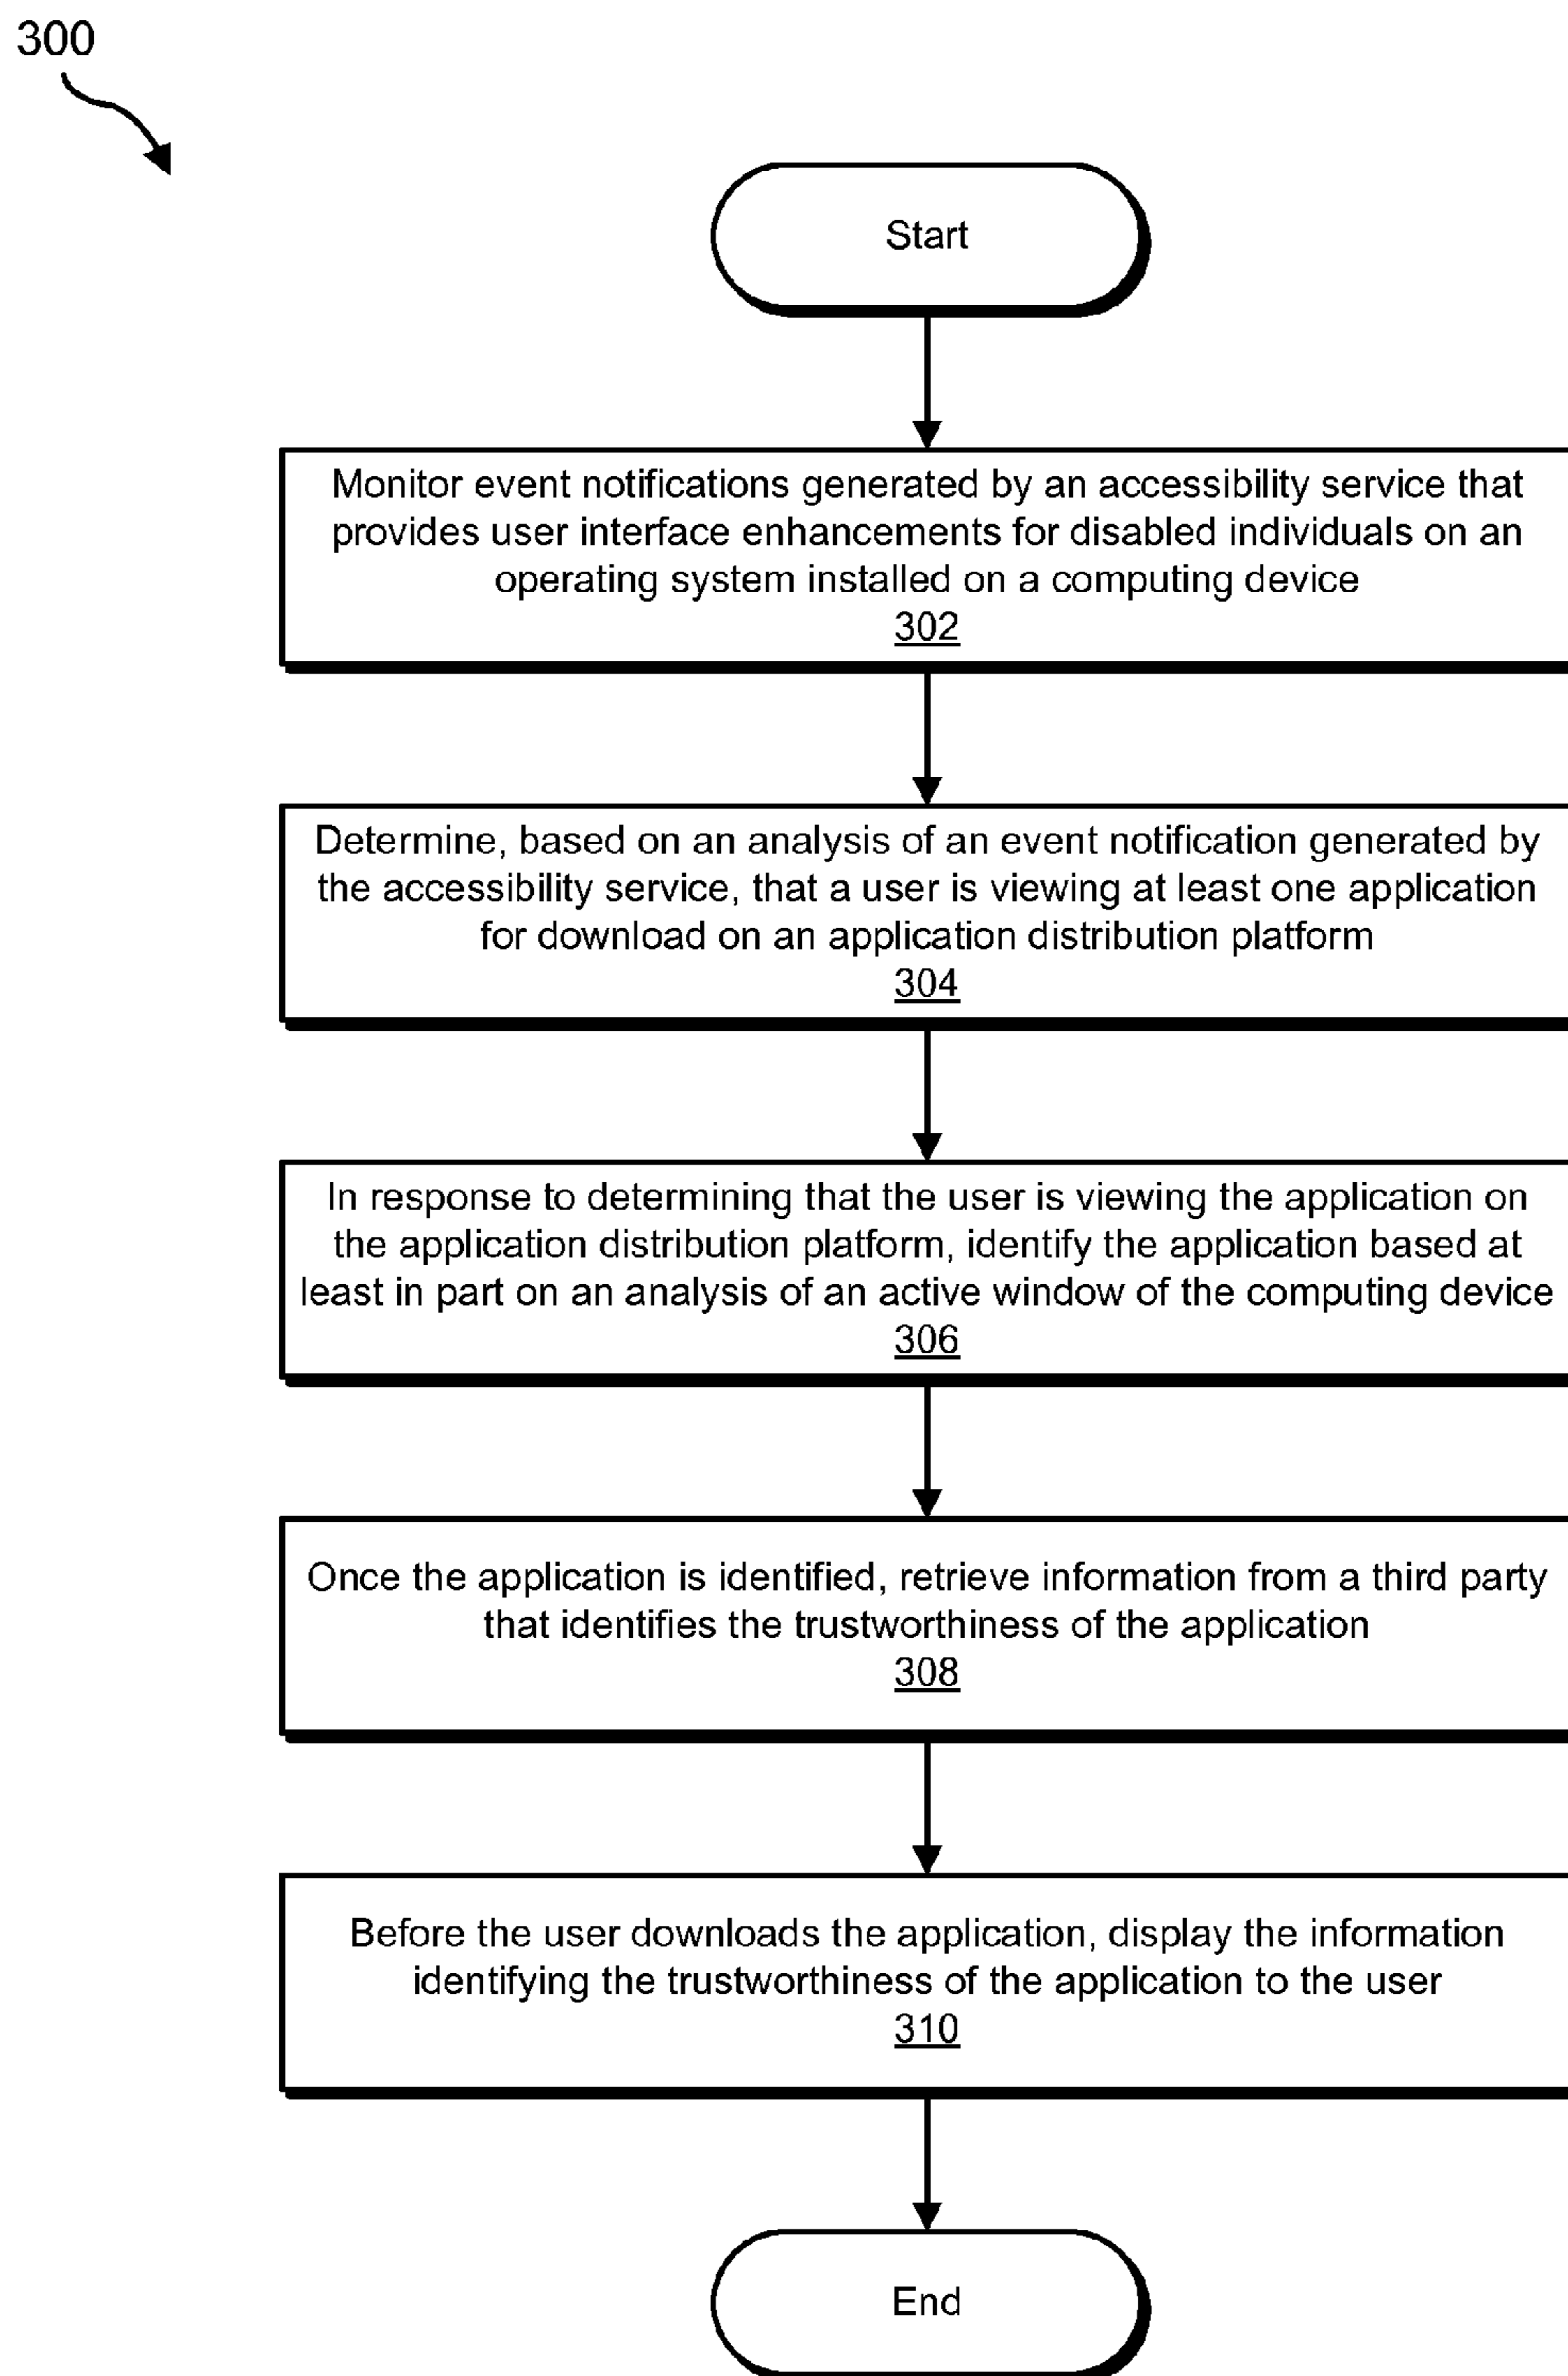 300
Start
Monitor event notifications generated by an accessibility service that
provides user interface enhancements for disabled individuals on an
operating system installed on a computing device
302
Determine, based on an analysis of an event notification generated by
the accessibility service, that a user is viewing at least one application
for download on an application distribution platform
304
In response to determining that the user is viewing the application on
the application distribution platform, identify the application based at
least in part on an analysis of an active window of the computing device
306
Once the application is identified, retrieve information from a third party
that identifies the trustworthiness of the application
308
Before the user downloads the application, display the information
identifying the trustworthiness of the application to the user
310
End